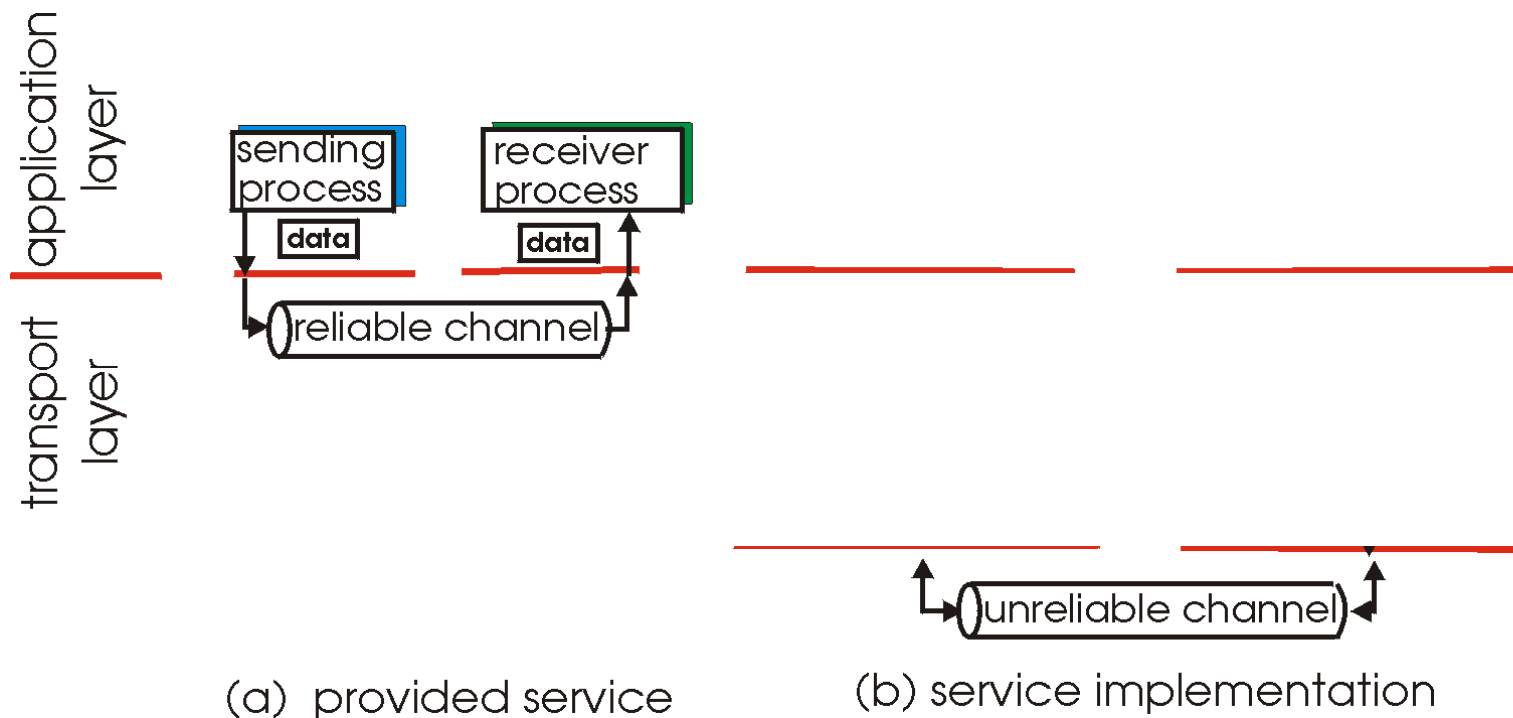 application
layer
transport
layer
sending
process
data
receiver
process
data
reliable channel
unreliable channel
(a) provided service
(b) service implementation